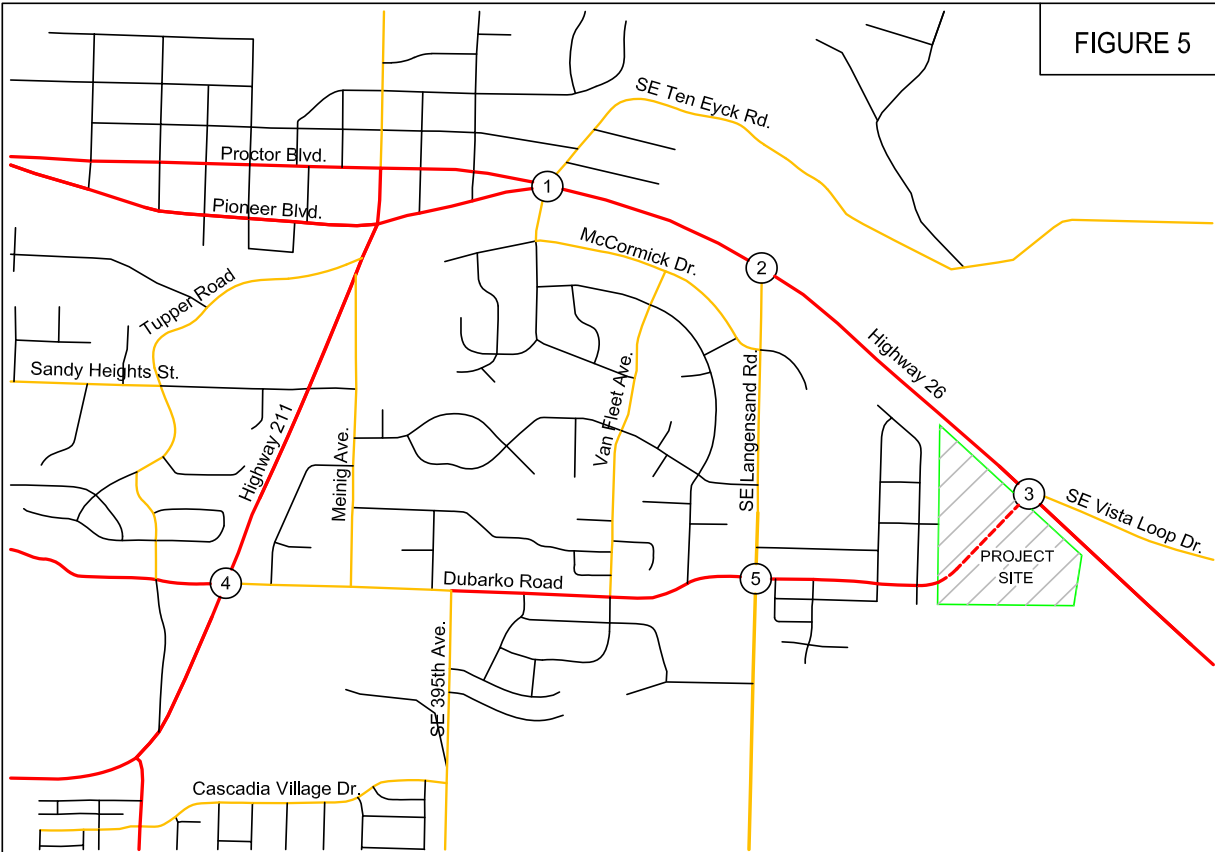 FIGURE 5
SE Ten Eyck Rd.
Proctor Blvd.
1
Pioneer Blvd.
McCormick Dr.
2
Tupper Road
Highway 26
Sandy Heights St.
Van Fleet Ave.
SE Langensand Rd.
Highway 211
Meinig Ave.
3
SE Vista Loop Dr.
PROJECT
SITE
4
Dubarko Road
5
SE 395th Ave.
Cascadia Village Dr.